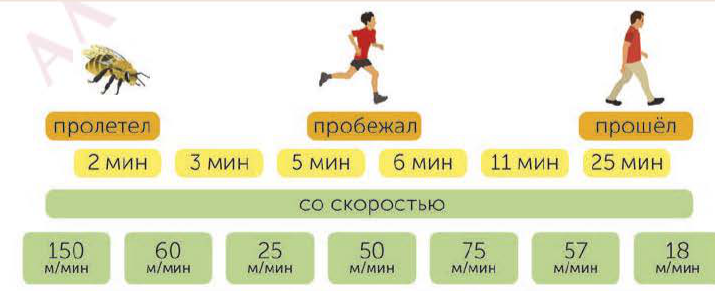 АЛ
пролетел пробежал прошёл
2 мин 3 мин 5 мин 6 мин 11 мин 25 мин
со скоростью
150 60 25 50 75 57 18
м/мин м/мин м/мин м/мин м/мин м/мин м/мин